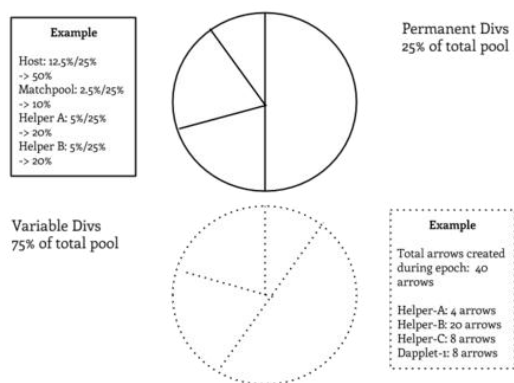 Example
Host: 12.5%/25%
-> 50%
Matchpool: 2.5%/25%
-> 10%
Helper A: 5%/25%
-> 20%
Helper B: 5%/25%
-> 20%
Permanent Divs
25% of total pool
Variable Divs
75% of total pool
Example
Total arrows created
during epoch: 40
arrows
Helper-A: 4 arrows
Helper-B: 20 arrows
Helper-C: 8 arrows
Dapplet-1: 8 arrows